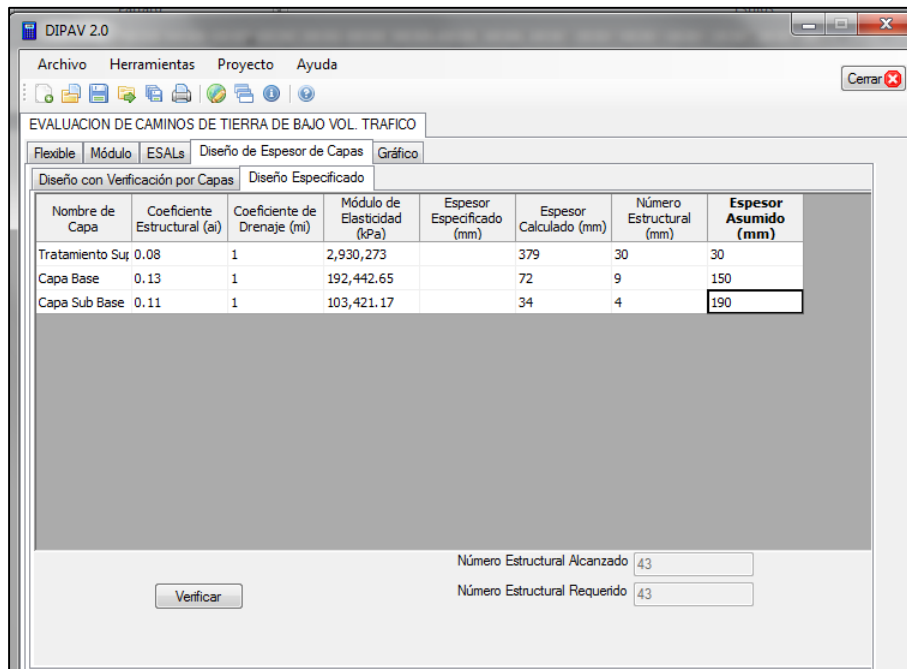 DIPAV 2.0
Archivo Herramientas Proyecto Ayuda
Cerrar
EVALUACION DE CAMINOS DE TIERRA DE BAJO VOL. TRAFICO
Flexible Módulo ESALs Diseño de Espesor de Capas Gráfico
Diseño con Verificación por Capas Diseño Especificado
Nombre de Capa Coeficiente Estructural (ai) Coeficiente de Drenaje (mi) Módulo de Elasticidad (kPa) Espesor Especificado (mm) Espesor Calculado (mm) Número Estructural (mm) Espesor Asumido (mm)
Tratamiento Sup 0.08 1 2,930,273 379 30 30
Capa Base 0.13 1 192,442.65 72 9 150
Capa Sub Base 0.11 1 103,421.17 34 4 190
Número Estructural Alcanzado 43
Verificar
Número Estructural Requerido 43